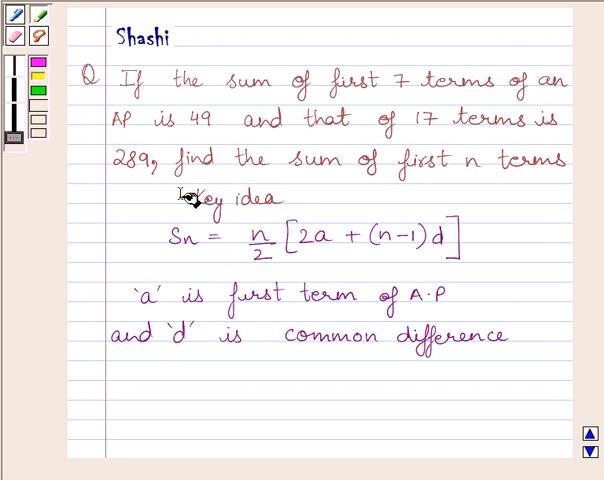 Shashi
Q If the sum of first 7 terms of an
AP is 49 and that of 17 terms is
289, find the sum of first n terms
Key idea
Sn = n/2 [2a + (n-1)d]
'a' is first term of A.P
and 'd' is common difference